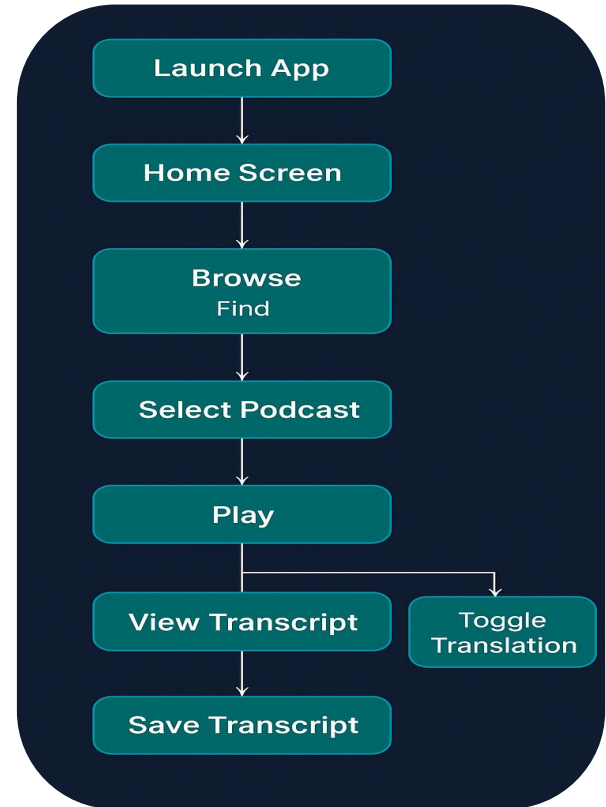 Launch App
Home Screen
Browse
Find
Select Podcast
Play
View Transcript
Toggle
Translation
Save Transcript